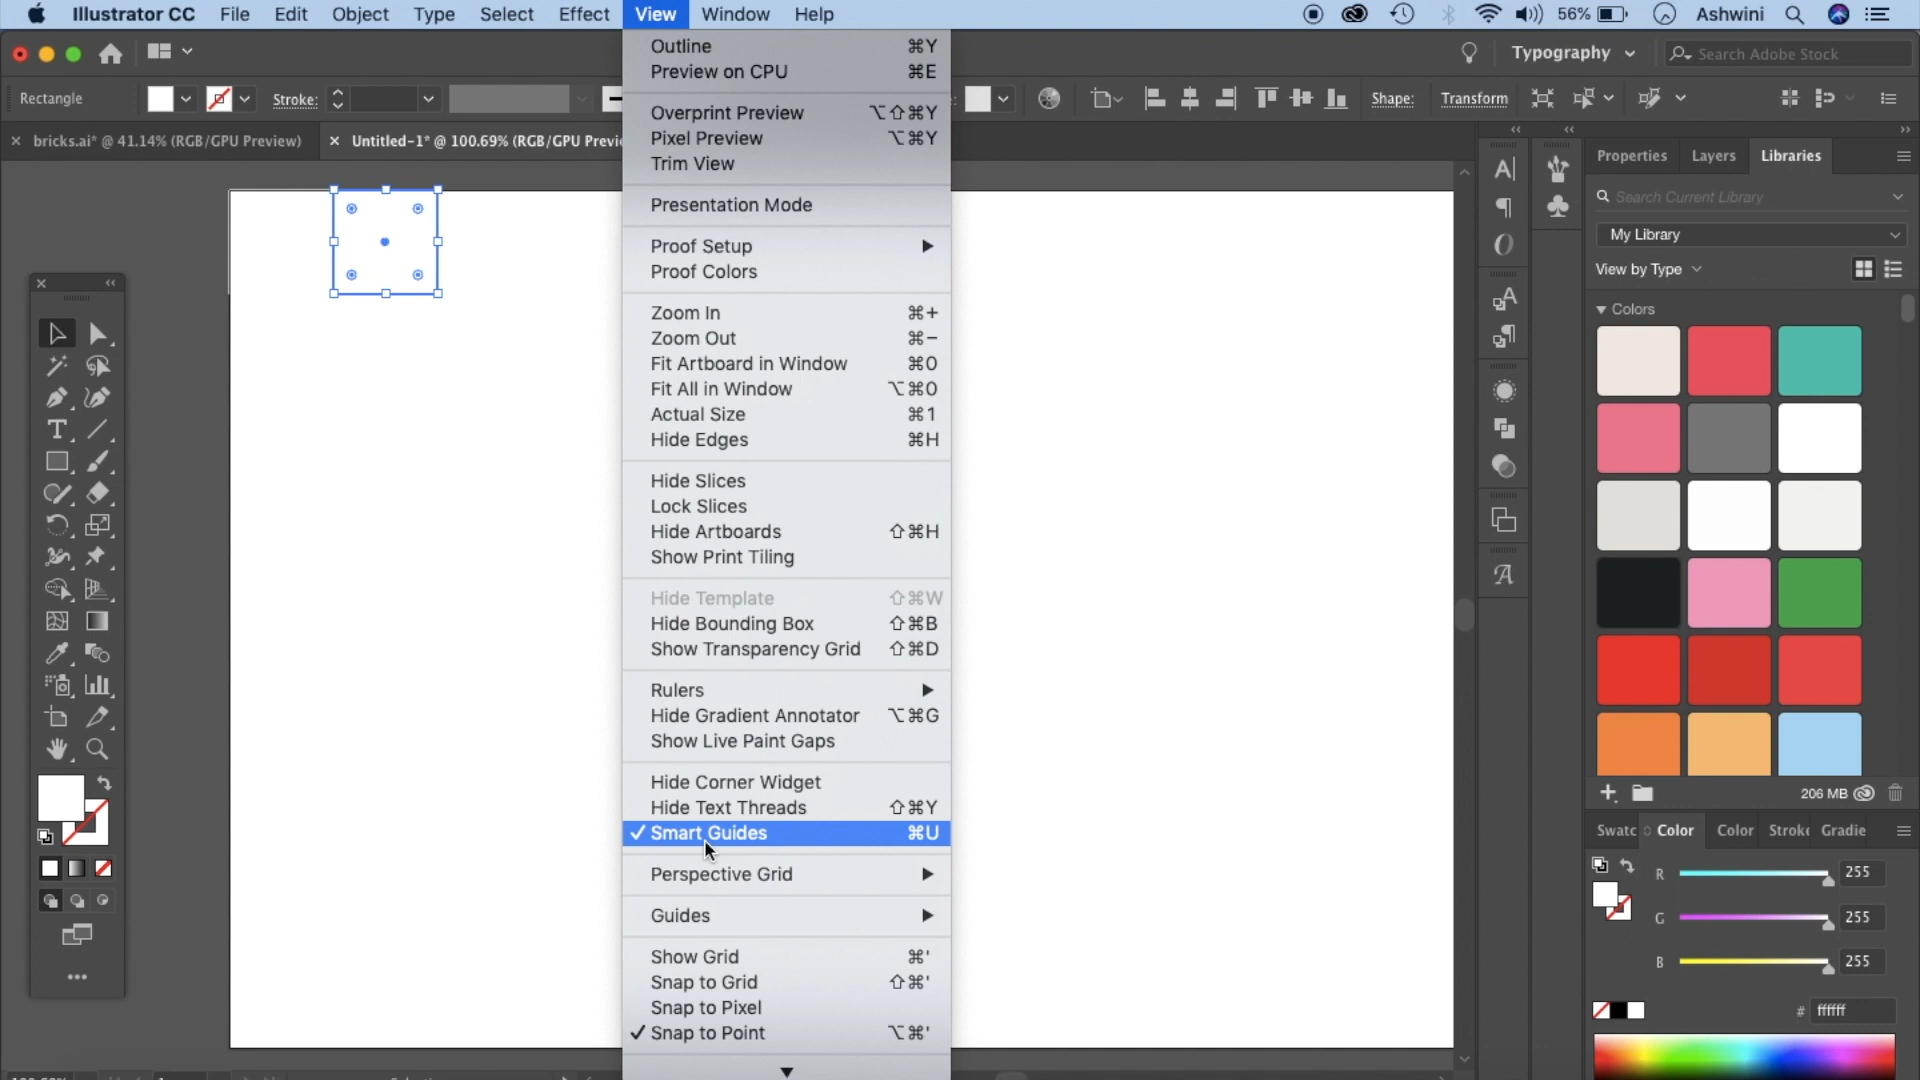 Illustrator CC File Edit Object Type Select Effect View Window Help 56% Ashwini
Typography Search Adobe Stock
Rectangle Stroke: Shape: Transform
bricks.ai* @ 41.14% (RGB/GPU Preview) Untitled-1* @ 100.69% (RGB/GPU Previe
Outline ⌘Y
Preview on CPU ⌘E
Overprint Preview ⌥⇧⌘Y
Pixel Preview ⌥⌘Y
Trim View
Presentation Mode
Proof Setup
Proof Colors
Zoom In ⌘+
Zoom Out ⌘−
Fit Artboard in Window ⌘0
Fit All in Window ⌥⌘0
Actual Size ⌘1
Hide Edges ⌘H
Hide Slices
Lock Slices
Hide Artboards ⇧⌘H
Show Print Tiling
Hide Template ⇧⌘W
Hide Bounding Box ⇧⌘B
Show Transparency Grid ⇧⌘D
Rulers
Hide Gradient Annotator ⌥⌘G
Show Live Paint Gaps
Hide Corner Widget
Hide Text Threads ⇧⌘Y
✓ Smart Guides ⌘U
Perspective Grid
Guides
Show Grid ⌘'
Snap to Grid ⇧⌘'
Snap to Pixel
✓ Snap to Point ⌥⌘'
Properties Layers Libraries
Search Current Library
My Library
View by Type
Colors
206 MB
Swatc Color Color Stroke Gradie
R 255
G 255
B 255
# ffffff